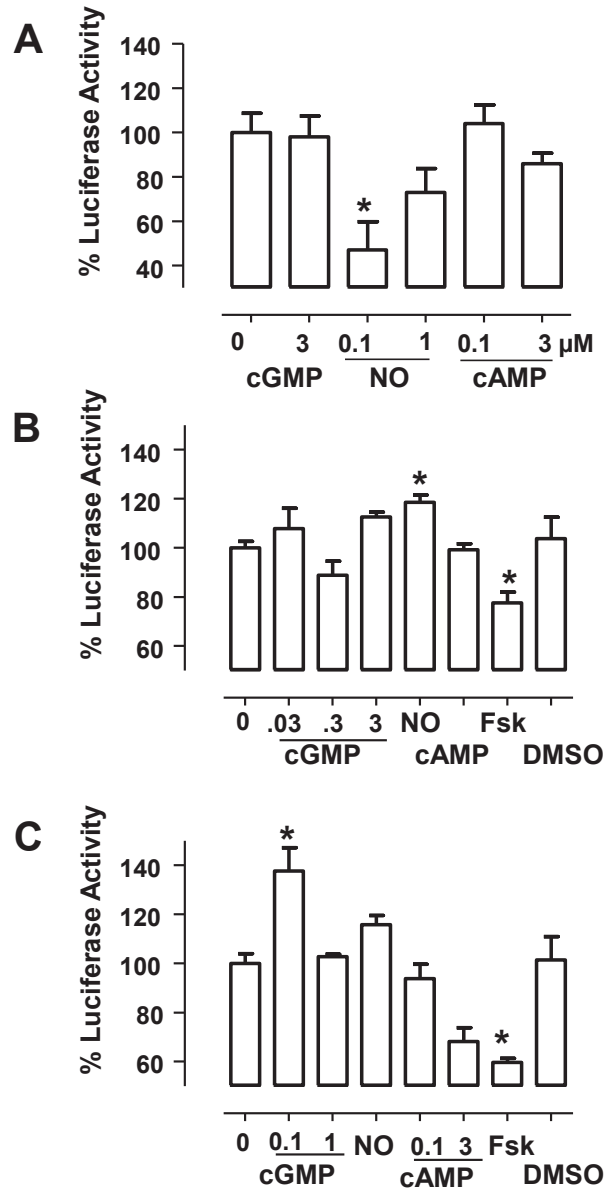 A
% Luciferase Activity
140
120
100
80
60
40
*
0 3 0.1 1 0.1 3 µM
cGMP NO cAMP
B
% Luciferase Activity
140
120
100
80
60
*
*
0 .03 .3 3 NO Fsk
cGMP cAMP DMSO
C
% Luciferase Activity
140
120
100
80
60
*
*
0 0.1 1 NO 0.1 3 Fsk
cGMP cAMP DMSO